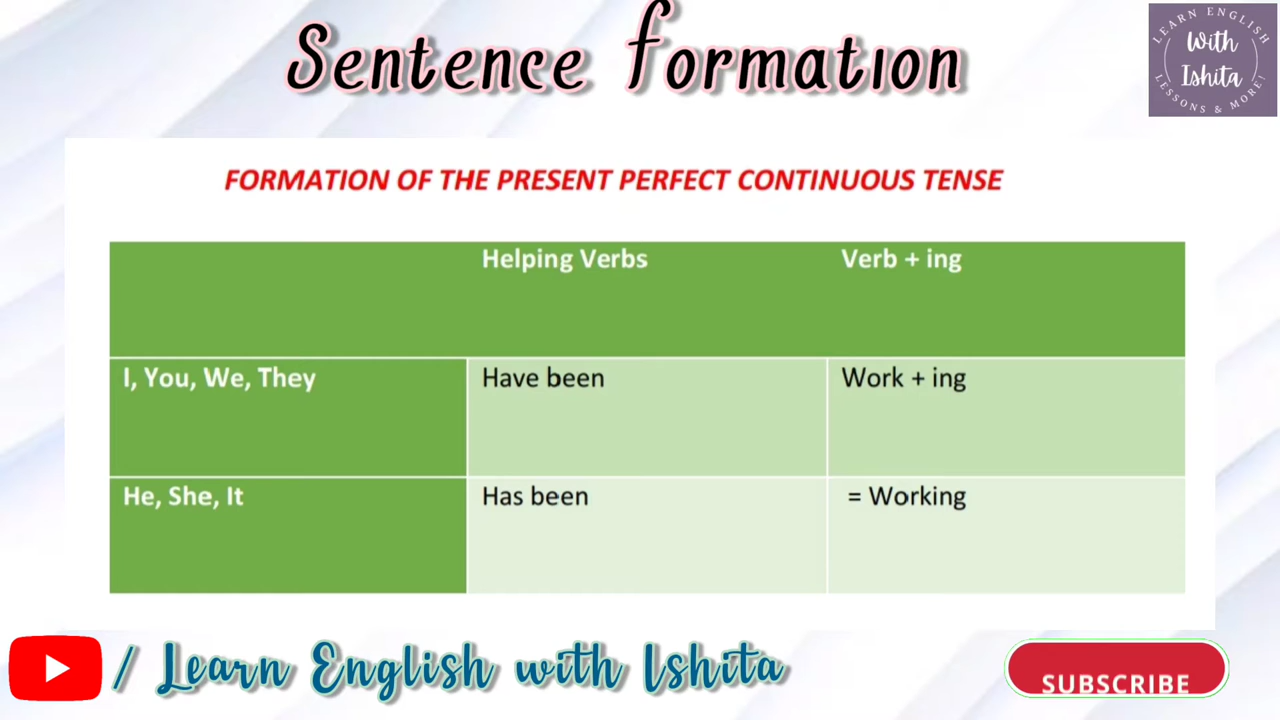 Sentence formation
LEARN ENGLISH
With
Ishita
LESSONS & MORE!
FORMATION OF THE PRESENT PERFECT CONTINUOUS TENSE
Helping Verbs Verb + ing
I, You, We, They Have been Work + ing
He, She, It Has been = Working
/ Learn English with Ishita
SUBSCRIBE